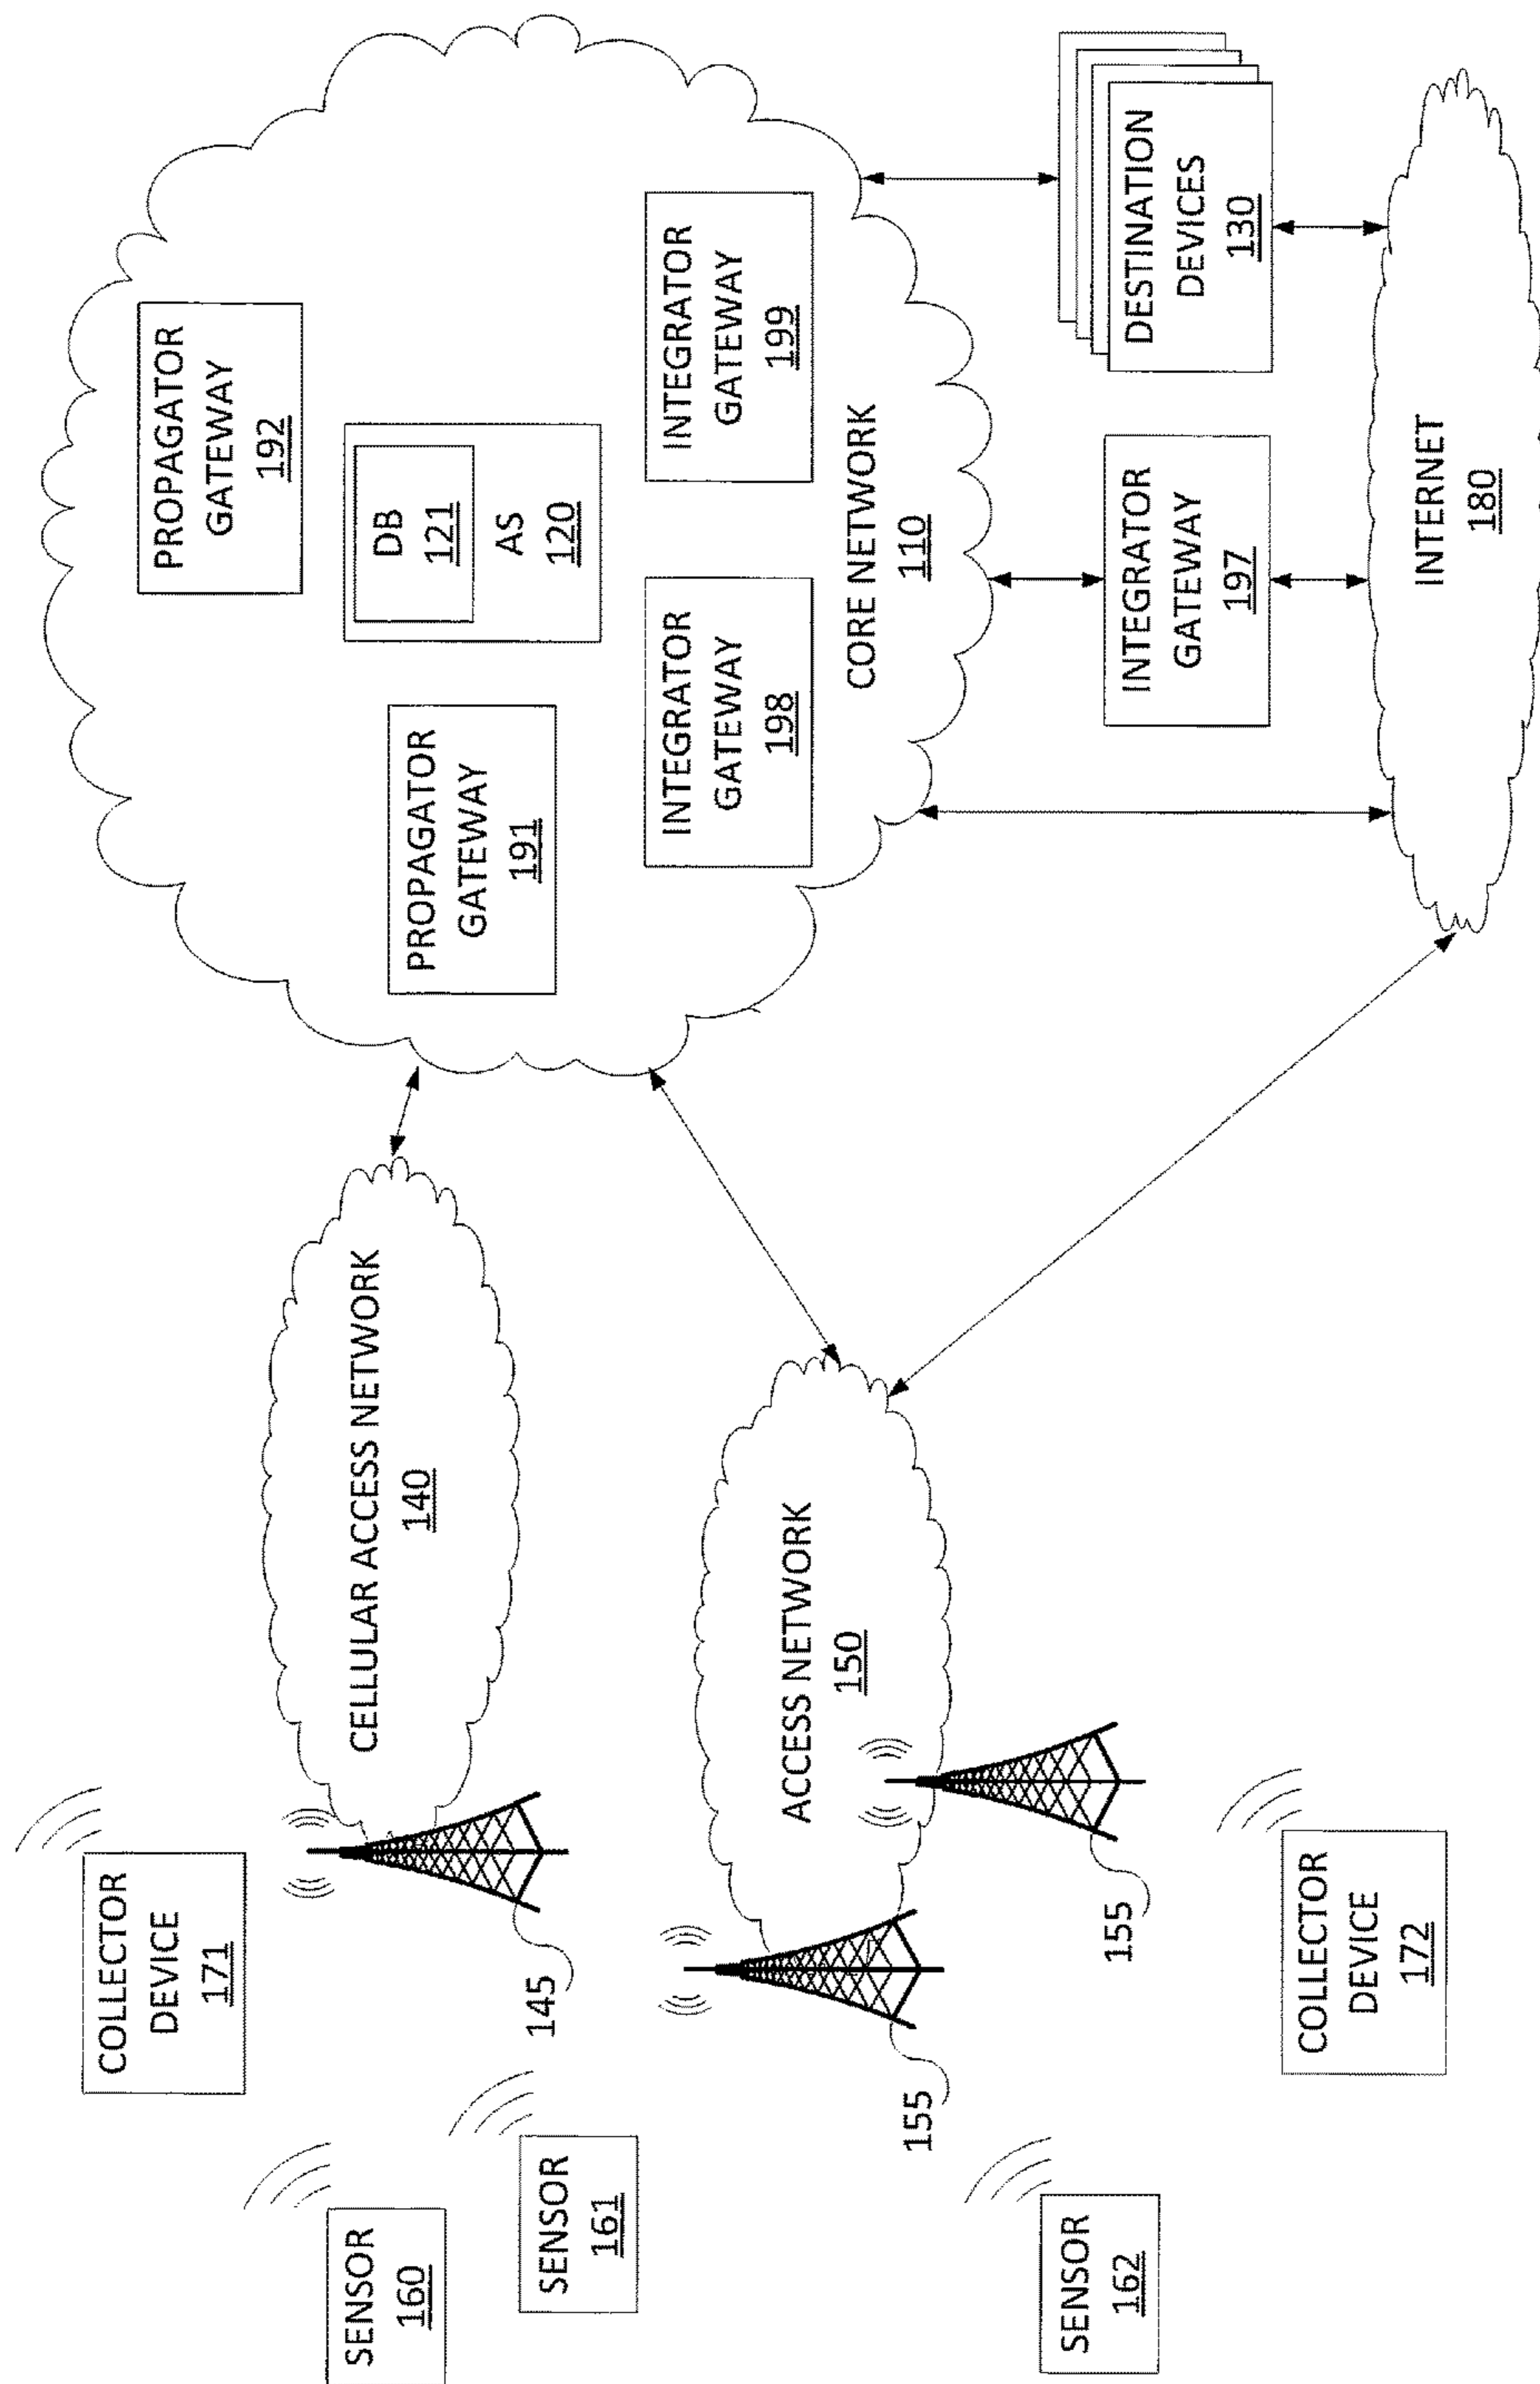 SENSOR
160
SENSOR
161
SENSOR
162
COLLECTOR
DEVICE
171
145
155
155
COLLECTOR
DEVICE
172
CELLULAR ACCESS NETWORK
140
ACCESS NETWORK
150
PROPAGATOR
GATEWAY
191
PROPAGATOR
GATEWAY
192
DB
121
AS
120
INTEGRATOR
GATEWAY
198
INTEGRATOR
GATEWAY
199
CORE NETWORK
110
INTEGRATOR
GATEWAY
197
DESTINATION
DEVICES
130
INTERNET
180